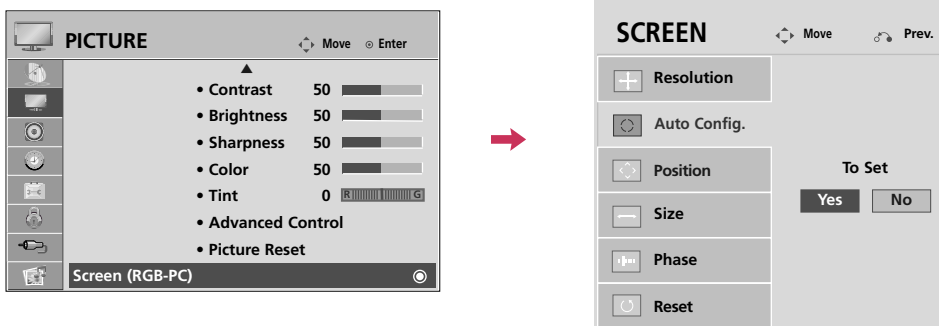 PICTURE
Move Enter
• Contrast 50
• Brightness 50
• Sharpness 50
• Color 50
• Tint 0 R G
• Advanced Control
• Picture Reset
Screen (RGB-PC)
SCREEN
Move Prev.
Resolution
Auto Config.
Position
Size
Phase
Reset
To Set
Yes No